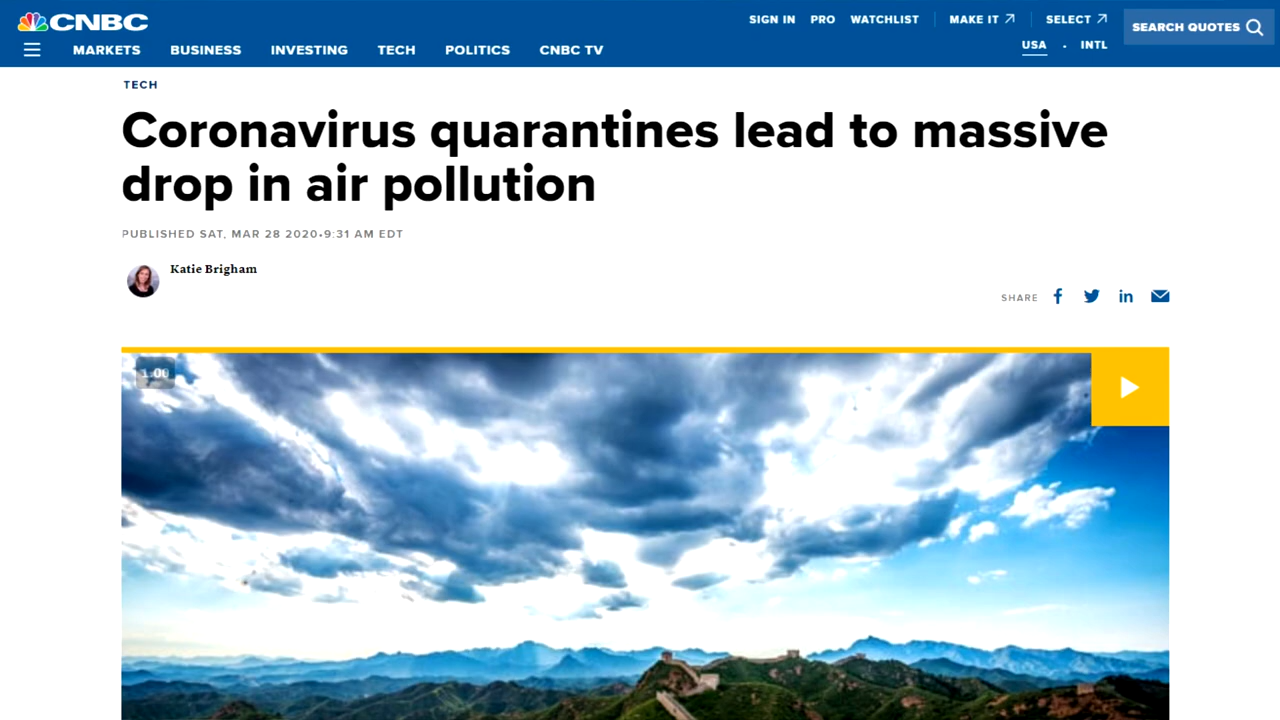 CNBC
SIGN IN PRO WATCHLIST MAKE IT SELECT
SEARCH QUOTES
USA • INTL
MARKETS BUSINESS INVESTING TECH POLITICS CNBC TV
TECH
Coronavirus quarantines lead to massive
drop in air pollution
PUBLISHED SAT, MAR 28 2020•9:31 AM EDT
Katie Brigham
SHARE
1:00